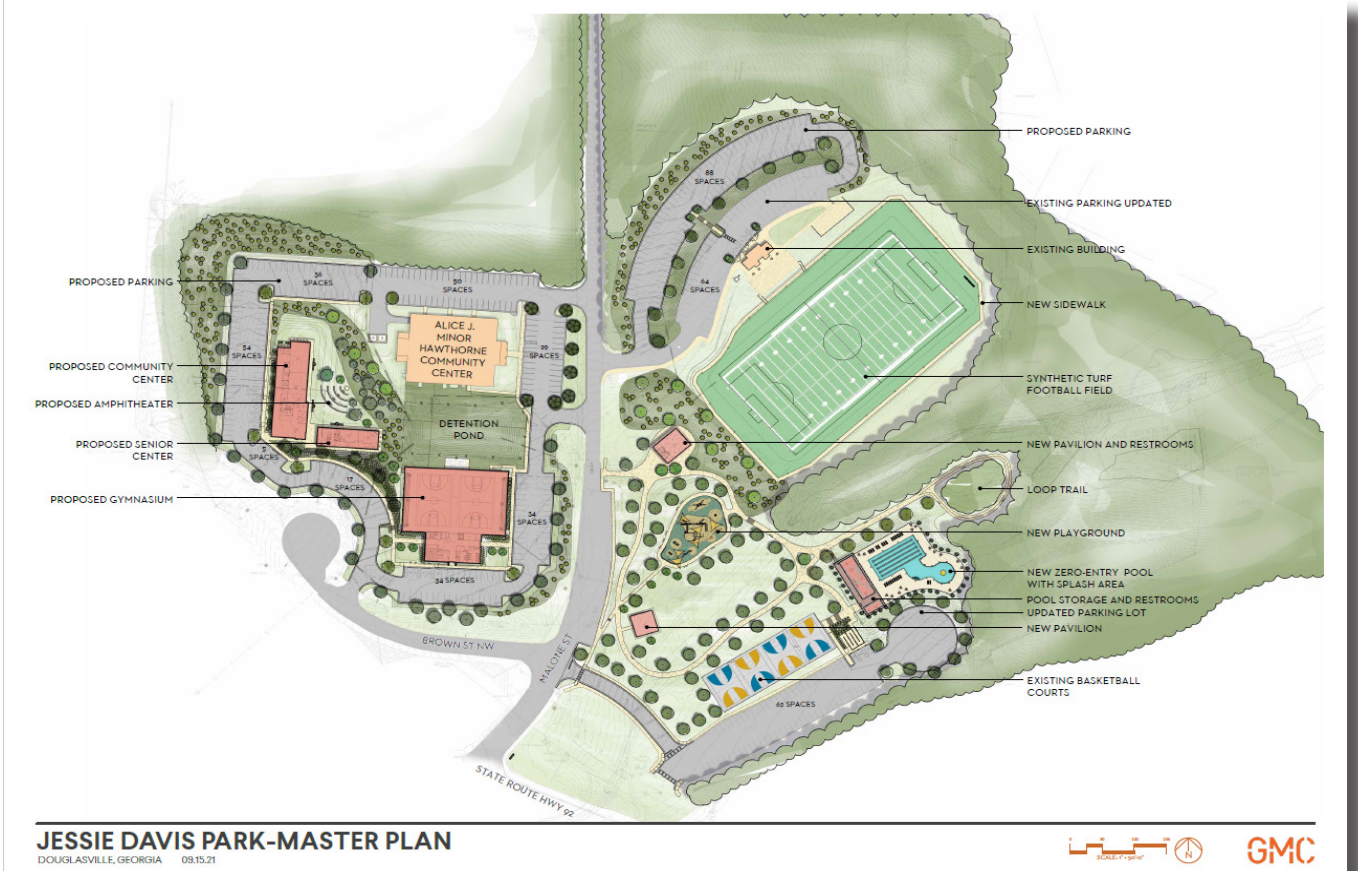 PROPOSED PARKING
EXISTING PARKING UPDATED
EXISTING BUILDING
NEW SIDEWALK
SYNTHETIC TURF
FOOTBALL FIELD
NEW PAVILION AND RESTROOMS
LOOP TRAIL
NEW PLAYGROUND
NEW ZERO-ENTRY POOL
WITH SPLASH AREA
POOL STORAGE AND RESTROOMS
UPDATED PARKING LOT
NEW PAVILION
EXISTING BASKETBALL
COURTS
PROPOSED PARKING
PROPOSED COMMUNITY
CENTER
PROPOSED AMPHITHEATER
PROPOSED SENIOR
CENTER
PROPOSED GYMNASIUM
88
SPACES
64
SPACES
SPACES
50
SPACES
54
SPACES
SPACES
ALICE J.
MINOR
HAWTHORNE
COMMUNITY
CENTER
DETENTION
POND
5
SPACES
17
SPACES
34
SPACES
34 SPACES
62 SPACES
BROWN ST NW
MALONE ST
STATE ROUTE HWY 92
JESSIE DAVIS PARK-MASTER PLAN
DOUGLASVILLE, GEORGIA 09.15.21
N
GMC